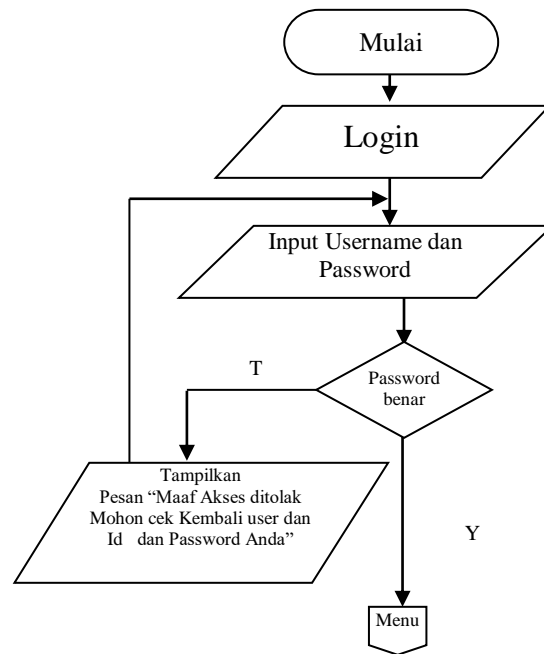 Mulai
Login
Input Username dan
Password
T
Password
benar
Tampilkan
Pesan “Maaf Akses ditolak
Mohon cek Kembali user dan
Id dan Password Anda”
Y
Menu